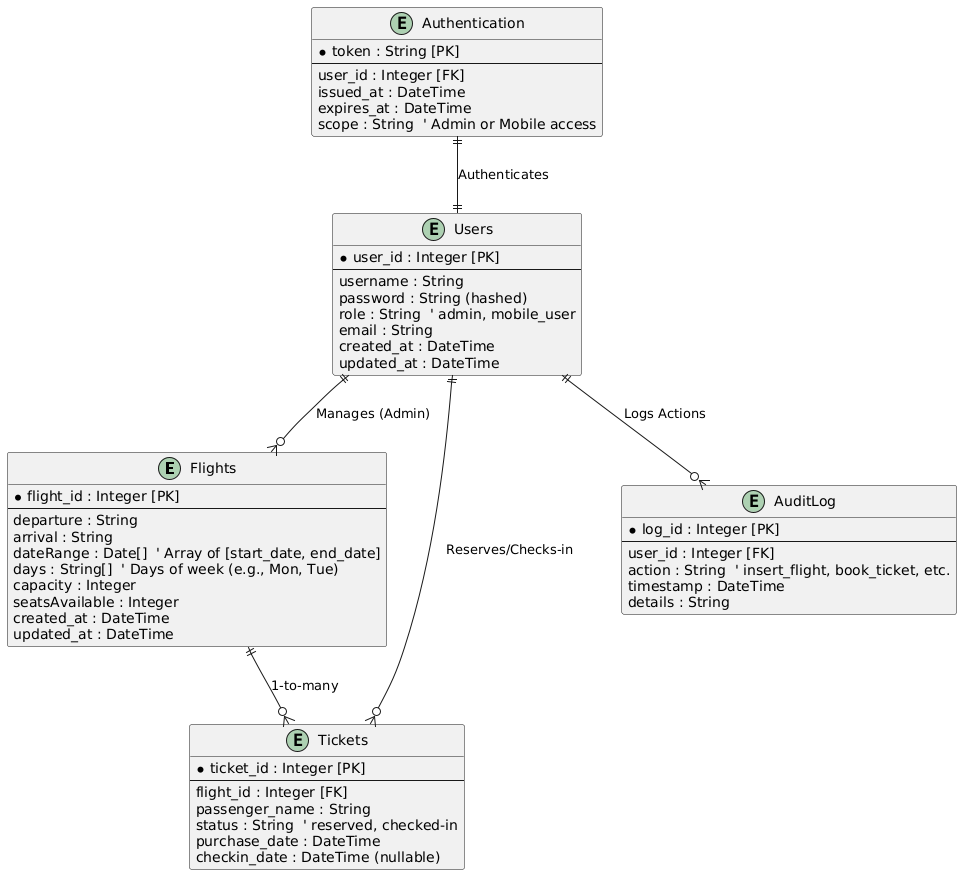 E Authentication
token : String [PK]
user_id : Integer [FK]
issued_at : DateTime
expires_at : DateTime
scope : String  ' Admin or Mobile access
Authenticates
E Users
user_id : Integer [PK]
username : String
password : String (hashed)
role : String  ' admin, mobile_user
email : String
created_at : DateTime
updated_at : DateTime
Manages (Admin)
Logs Actions
E Flights
flight_id : Integer [PK]
departure : String
arrival : String
dateRange : Date[]  ' Array of [start_date, end_date]
days : String[]  ' Days of week (e.g., Mon, Tue)
capacity : Integer
seatsAvailable : Integer
created_at : DateTime
updated_at : DateTime
Reserves/Checks-in
E AuditLog
log_id : Integer [PK]
user_id : Integer [FK]
action : String  ' insert_flight, book_ticket, etc.
timestamp : DateTime
details : String
1-to-many
E Tickets
ticket_id : Integer [PK]
flight_id : Integer [FK]
passenger_name : String
status : String  ' reserved, checked-in
purchase_date : DateTime
checkin_date : DateTime (nullable)